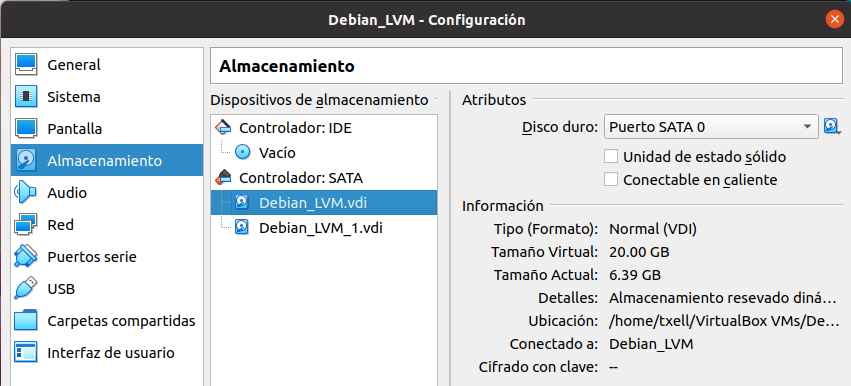 Debian_LVM - Configuración
General
Sistema
Pantalla
Almacenamiento
Audio
Red
Puertos serie
USB
Carpetas compartidas
Interfaz de usuario
Almacenamiento
Dispositivos de almacenamiento
Controlador: IDE
Vacío
Controlador: SATA
Debian_LVM.vdi
Debian_LVM_1.vdi
Atributos
Disco duro: Puerto SATA 0
Unidad de estado sólido
Conectable en caliente
Información
Tipo (Formato): Normal (VDI)
Tamaño Virtual: 20.00 GB
Tamaño Actual: 6.39 GB
Detalles: Almacenamiento resevado diná...
Ubicación: /home/txell/VirtualBox VMs/De...
Conectado a: Debian_LVM
Cifrado con clave: --